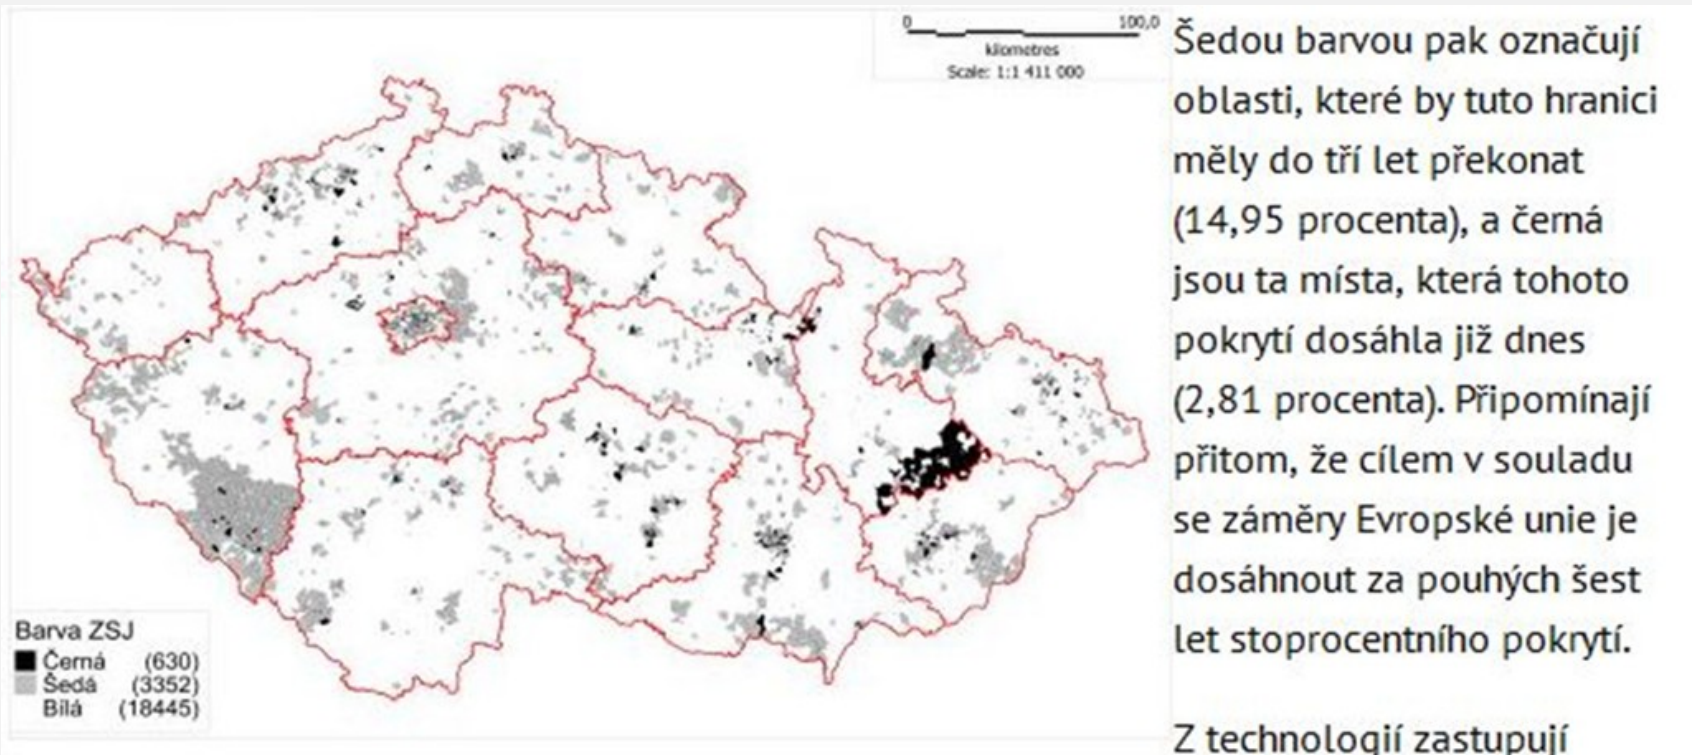 0 100,0
kilometres
Scale: 1:1 411 000
Šedou barvou pak označují
oblasti, které by tuto hranici
měly do tří let překonat
(14,95 procenta), a černá
jsou ta místa, která tohoto
pokrytí dosáhla již dnes
(2,81 procenta). Připomínají
přitom, že cílem v souladu
se záměry Evropské unie je
dosáhnout za pouhých šest
let stoprocentního pokrytí.
Z technologií zastupují
Barva ZSJ
Černá (630)
Šedá (3352)
Bílá (18445)